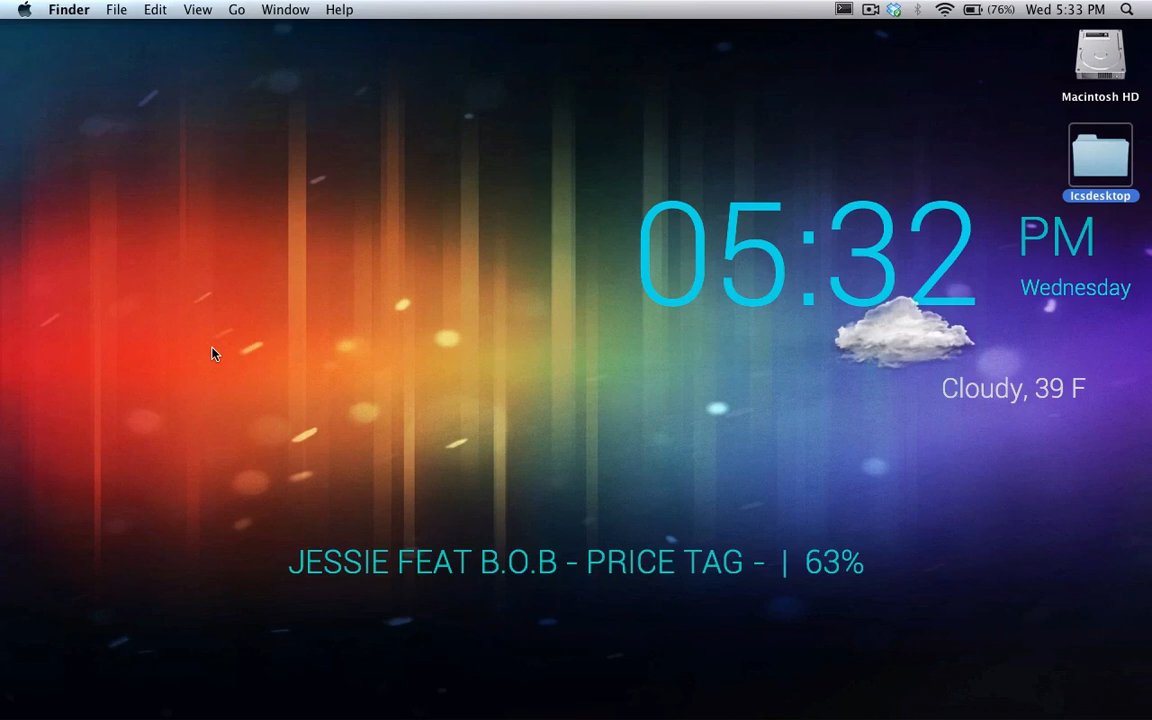 Finder File Edit View Go Window Help (76%) Wed 5:33 PM
Macintosh HD
Icsdesktop
05:32 PM
Wednesday
Cloudy, 39 F
JESSIE FEAT B.O.B - PRICE TAG - | 63%